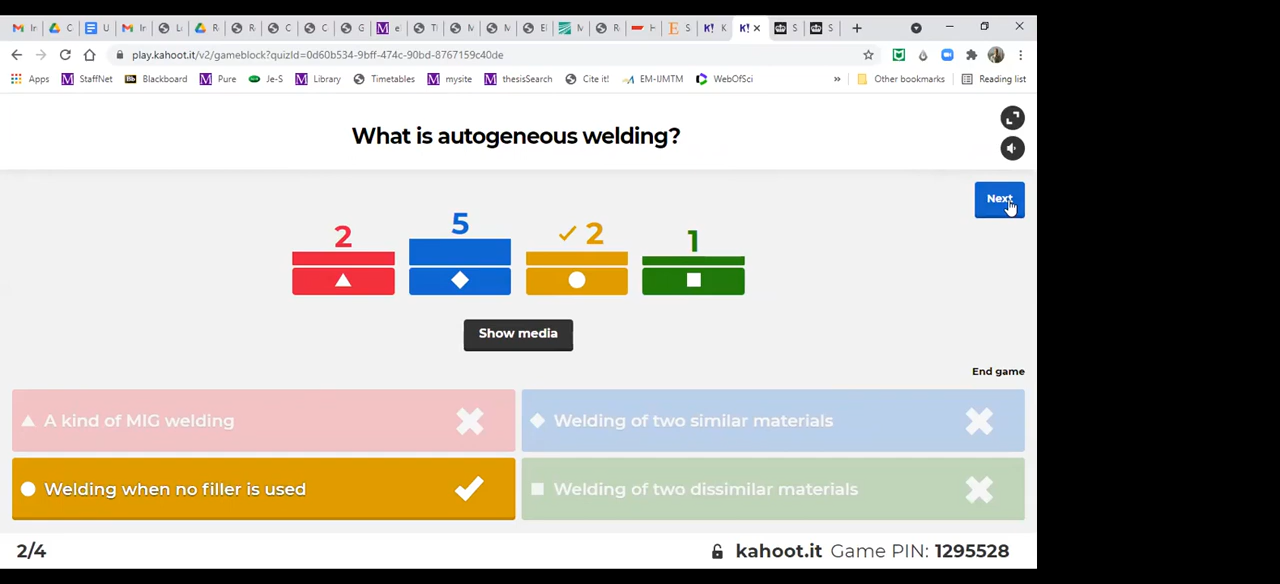 play.kahoot.it/v2/gameblock?quizId=0d60b534-9bff-474c-90bd-8767159c40de
Apps StaffNet Blackboard Pure Je-S Library Timetables mysite thesisSearch Cite it! EM-IJMTM WebOfSci » Other bookmarks Reading list
What is autogeneous welding?
Next
2 5 2 1
Show media
End game
A kind of MIG welding
Welding of two similar materials
Welding when no filler is used
Welding of two dissimilar materials
2/4
kahoot.it Game PIN: 1295528